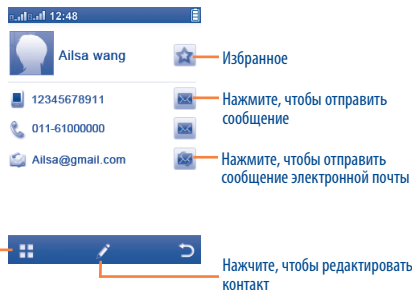 12:48
Ailsa wang
Избранное
12345678911
Нажмите, чтобы отправить
сообщение
011-61000000
Ailsa@gmail.com
Нажмите, чтобы отправить
сообщение электронной почты
Нажчите, чтобы редактировать
контакт